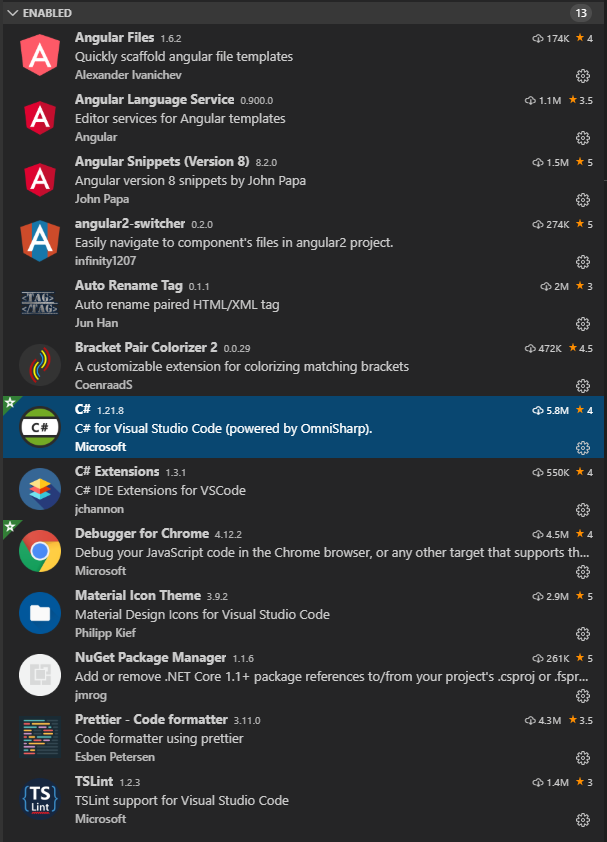 ENABLED 13
Angular Files 1.6.2 174K 4
Quickly scaffold angular file templates
Alexander Ivanichev
Angular Language Service 0.900.0 1.1M 3.5
Editor services for Angular templates
Angular
Angular Snippets (Version 8) 8.2.0 1.5M 5
Angular version 8 snippets by John Papa
John Papa
angular2-switcher 0.2.0 274K 5
Easily navigate to component's files in angular2 project.
infinity1207
Auto Rename Tag 0.1.1 2M 3
<TAG>
</TAG>
Auto rename paired HTML/XML tag
Jun Han
Bracket Pair Colorizer 2 0.0.29 472K 4.5
A customizable extension for colorizing matching brackets
CoenraadS
C# 1.21.8 5.8M 4
C#
C# for Visual Studio Code (powered by OmniSharp).
Microsoft
C# Extensions 1.3.1 550K 4
C# IDE Extensions for VSCode
jchannon
Debugger for Chrome 4.12.2 4.5M 4
Debug your JavaScript code in the Chrome browser, or any other target that supports th...
Microsoft
Material Icon Theme 3.9.2 2.9M 5
Material Design Icons for Visual Studio Code
Philipp Kief
NuGet Package Manager 1.1.6 261K 5
Add or remove .NET Core 1.1+ package references to/from your project's .csproj or .fspr...
jmrog
Prettier - Code formatter 3.11.0 4.3M 3.5
Code formatter using prettier
Esben Petersen
TSLint 1.2.3 1.4M 3
{TS}
Lint
TSLint support for Visual Studio Code
Microsoft